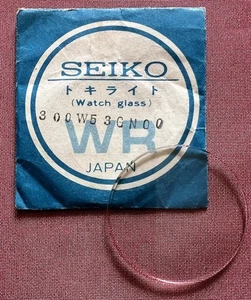 SEIKO
トキライト
(Watch glass)
300W53GN00
WR
JAPAN